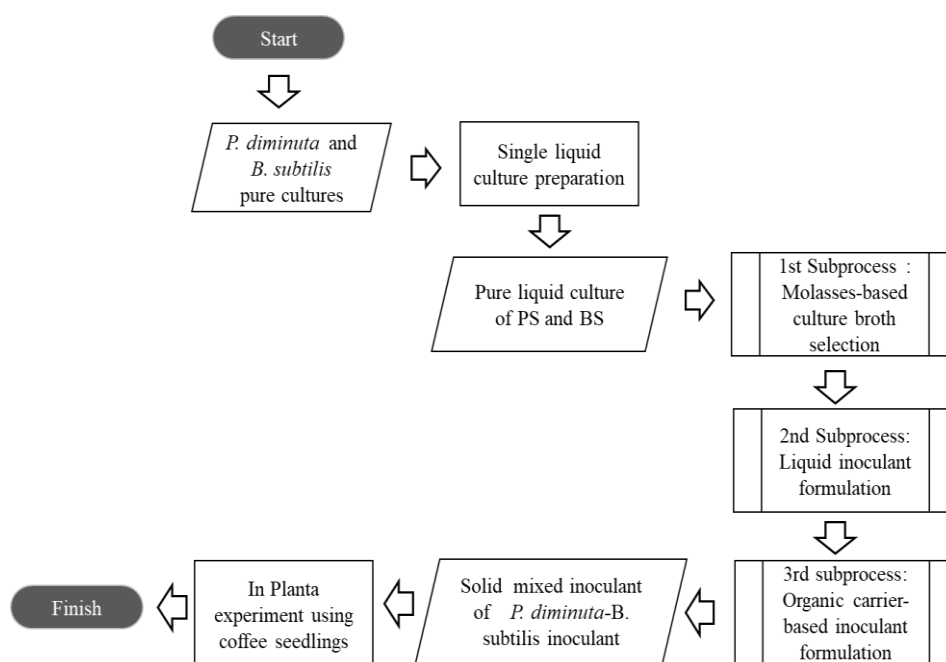 Start
P. diminuta and
B. subtilis
pure cultures
Single liquid
culture preparation
Pure liquid culture
of PS and BS
1st Subprocess :
Molasses-based
culture broth
selection
2nd Subprocess:
Liquid inoculant
formulation
3rd subprocess:
Organic carrier-
based inoculant
formulation
Solid mixed inoculant
of P. diminuta-B.
subtilis inoculant
In Planta
experiment using
coffee seedlings
Finish